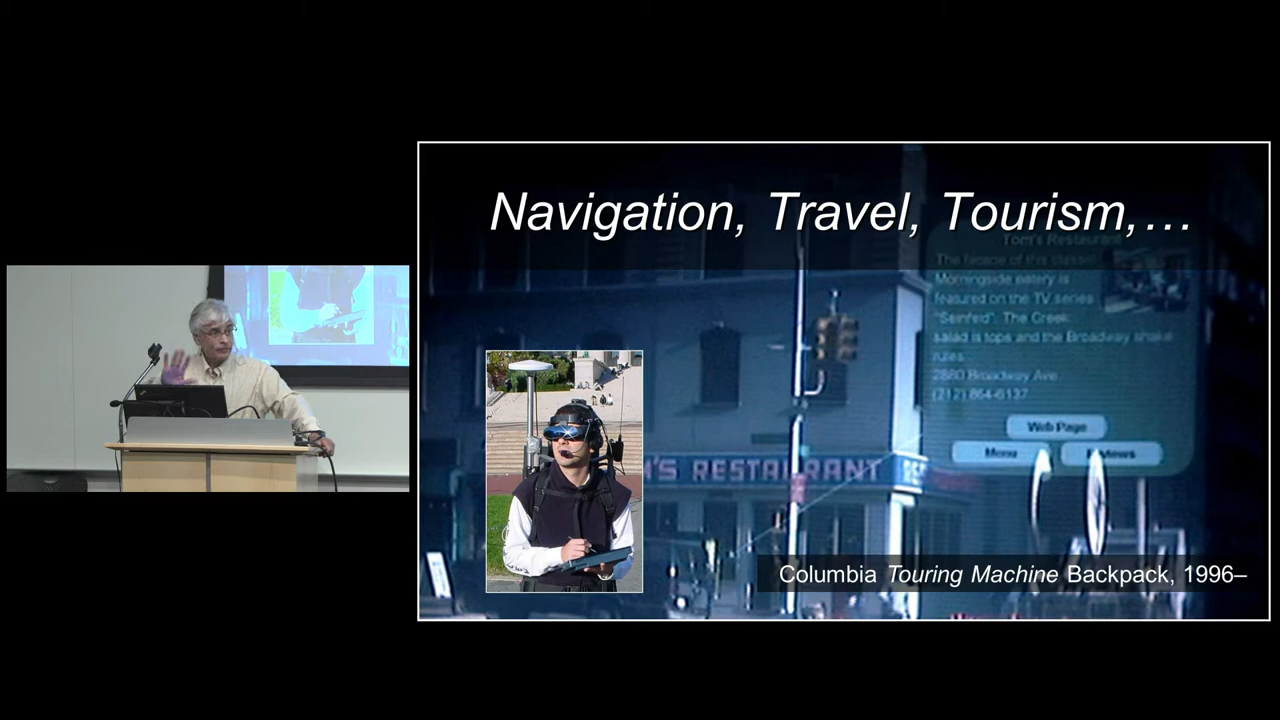 Navigation, Travel, Tourism,…
Tom's Restaurant
The facade of this classic
Morningside eatery is
featured on the TV series
"Seinfeld". The Greek
salad is tops and the Broadway shake
rules.
2880 Broadway Ave.
(212) 864-6137
Web Page
Menu
Reviews
M'S RESTAURANT
RES
Columbia Touring Machine Backpack, 1996–